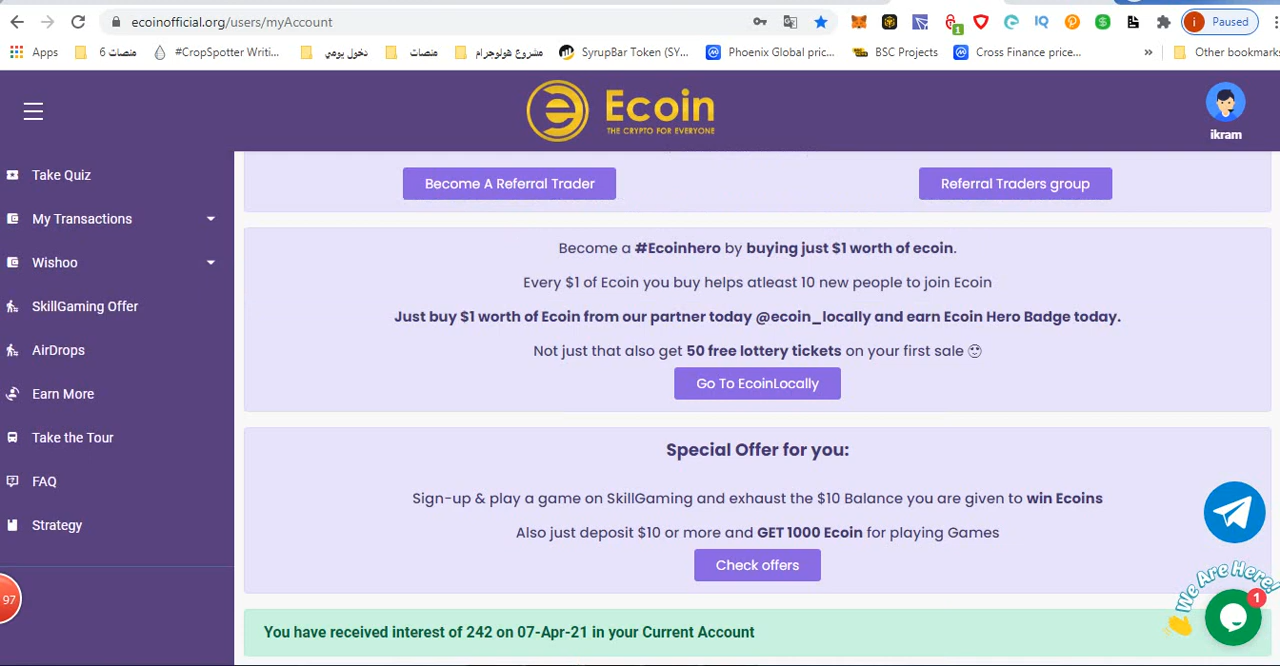 ecoinofficial.org/users/myAccount
Paused
Apps
منصات 6
#CropSpotter Writi...
دخول يومي
منصات
مشروع هولوجرام
SyrupBar Token (SY...
Phoenix Global pric...
BSC Projects
Cross Finance price...
»
Other bookmarks
Ecoin
THE CRYPTO FOR EVERYONE
ikram
Take Quiz
My Transactions
Wishoo
SkillGaming Offer
AirDrops
Earn More
Take the Tour
FAQ
Strategy
97
Become A Referral Trader
Referral Traders group
Become a #Ecoinhero by buying just $1 worth of ecoin.
Every $1 of Ecoin you buy helps atleast 10 new people to join Ecoin
Just buy $1 worth of Ecoin from our partner today @ecoin_locally and earn Ecoin Hero Badge today.
Not just that also get 50 free lottery tickets on your first sale
Go To EcoinLocally
Special Offer for you:
Sign-up & play a game on SkillGaming and exhaust the $10 Balance you are given to win Ecoins
Also just deposit $10 or more and GET 1000 Ecoin for playing Games
Check offers
We Are Here!
1
You have received interest of 242 on 07-Apr-21 in your Current Account